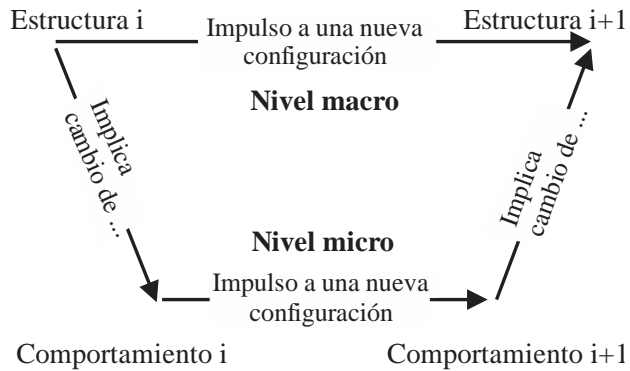 Estructura i
Impulso a una nueva
configuración
Estructura i+1
Nivel macro
Implica
cambio de ...
Implica
cambio de ...
Nivel micro
Impulso a una nueva
configuración
Comportamiento i
Comportamiento i+1